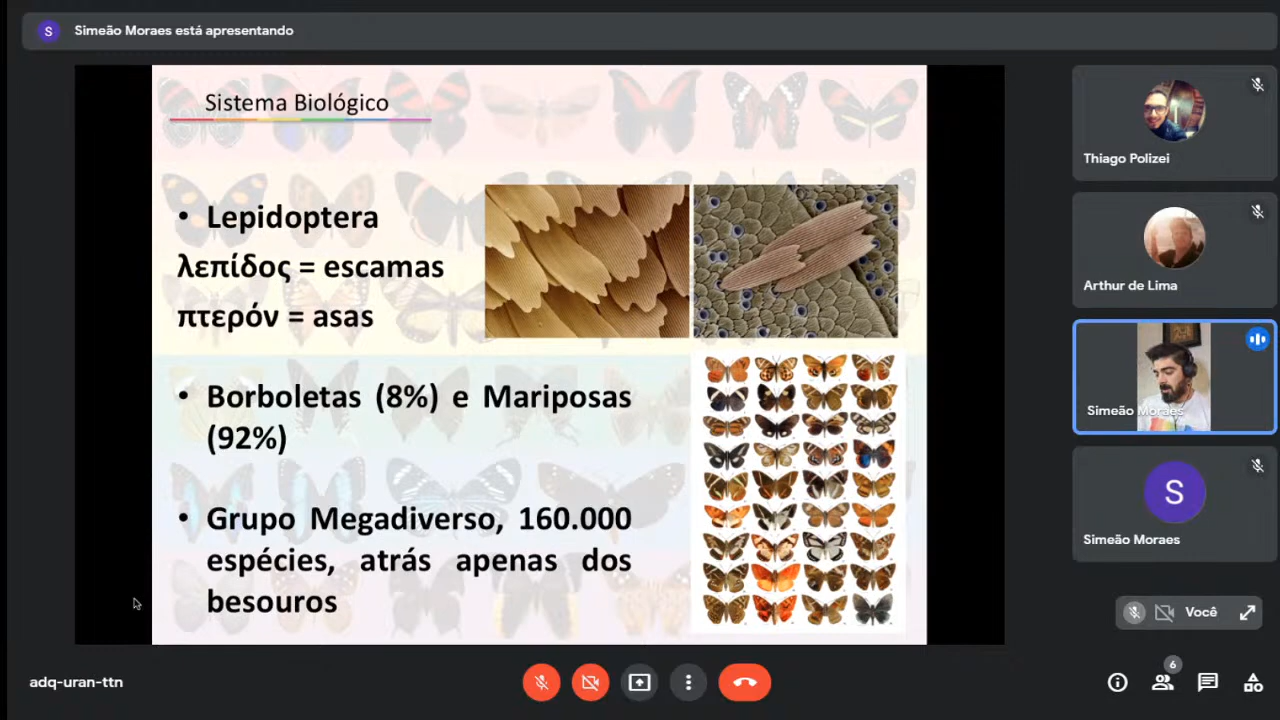 S
Simeão Moraes está apresentando
Sistema Biológico
• Lepidoptera
λεπίδος = escamas
πτερόν = asas
• Borboletas (8%) e Mariposas
(92%)
• Grupo Megadiverso, 160.000
espécies, atrás apenas dos
besouros
Thiago Polizei
Arthur de Lima
Simeão Moraes
S
Simeão Moraes
Você
adq-uran-ttn
6